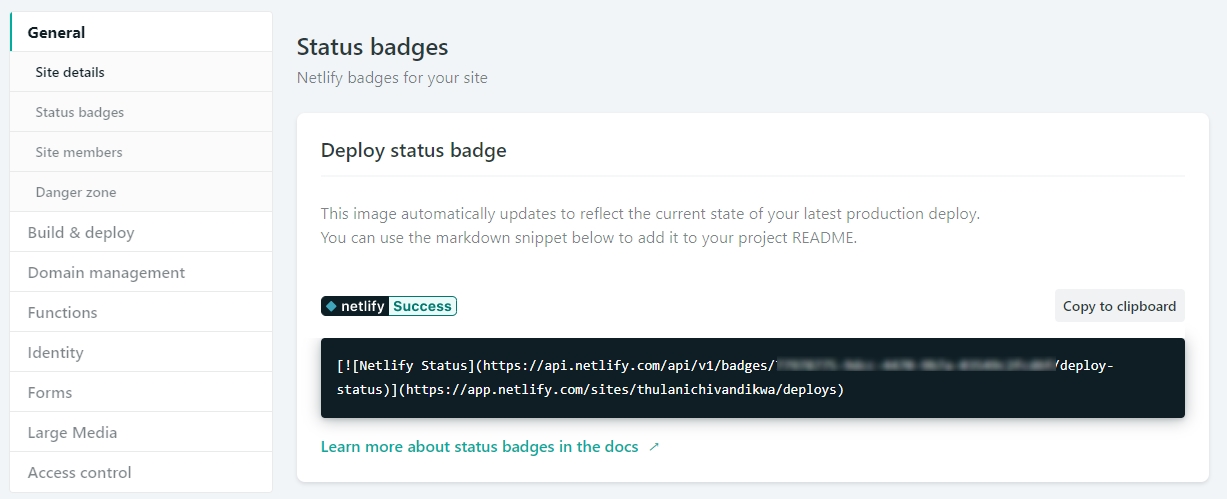 General
Site details
Status badges
Site members
Danger zone
Build & deploy
Domain management
Functions
Identity
Forms
Large Media
Access control
Status badges
Netlify badges for your site
Deploy status badge
This image automatically updates to reflect the current state of your latest production deploy.
You can use the markdown snippet below to add it to your project README.
netlify Success
Copy to clipboard
[![Netlify Status](https://api.netlify.com/api/v1/badges/ /deploy-
status)](https://app.netlify.com/sites/thulanichivandikwa/deploys)
Learn more about status badges in the docs ↗